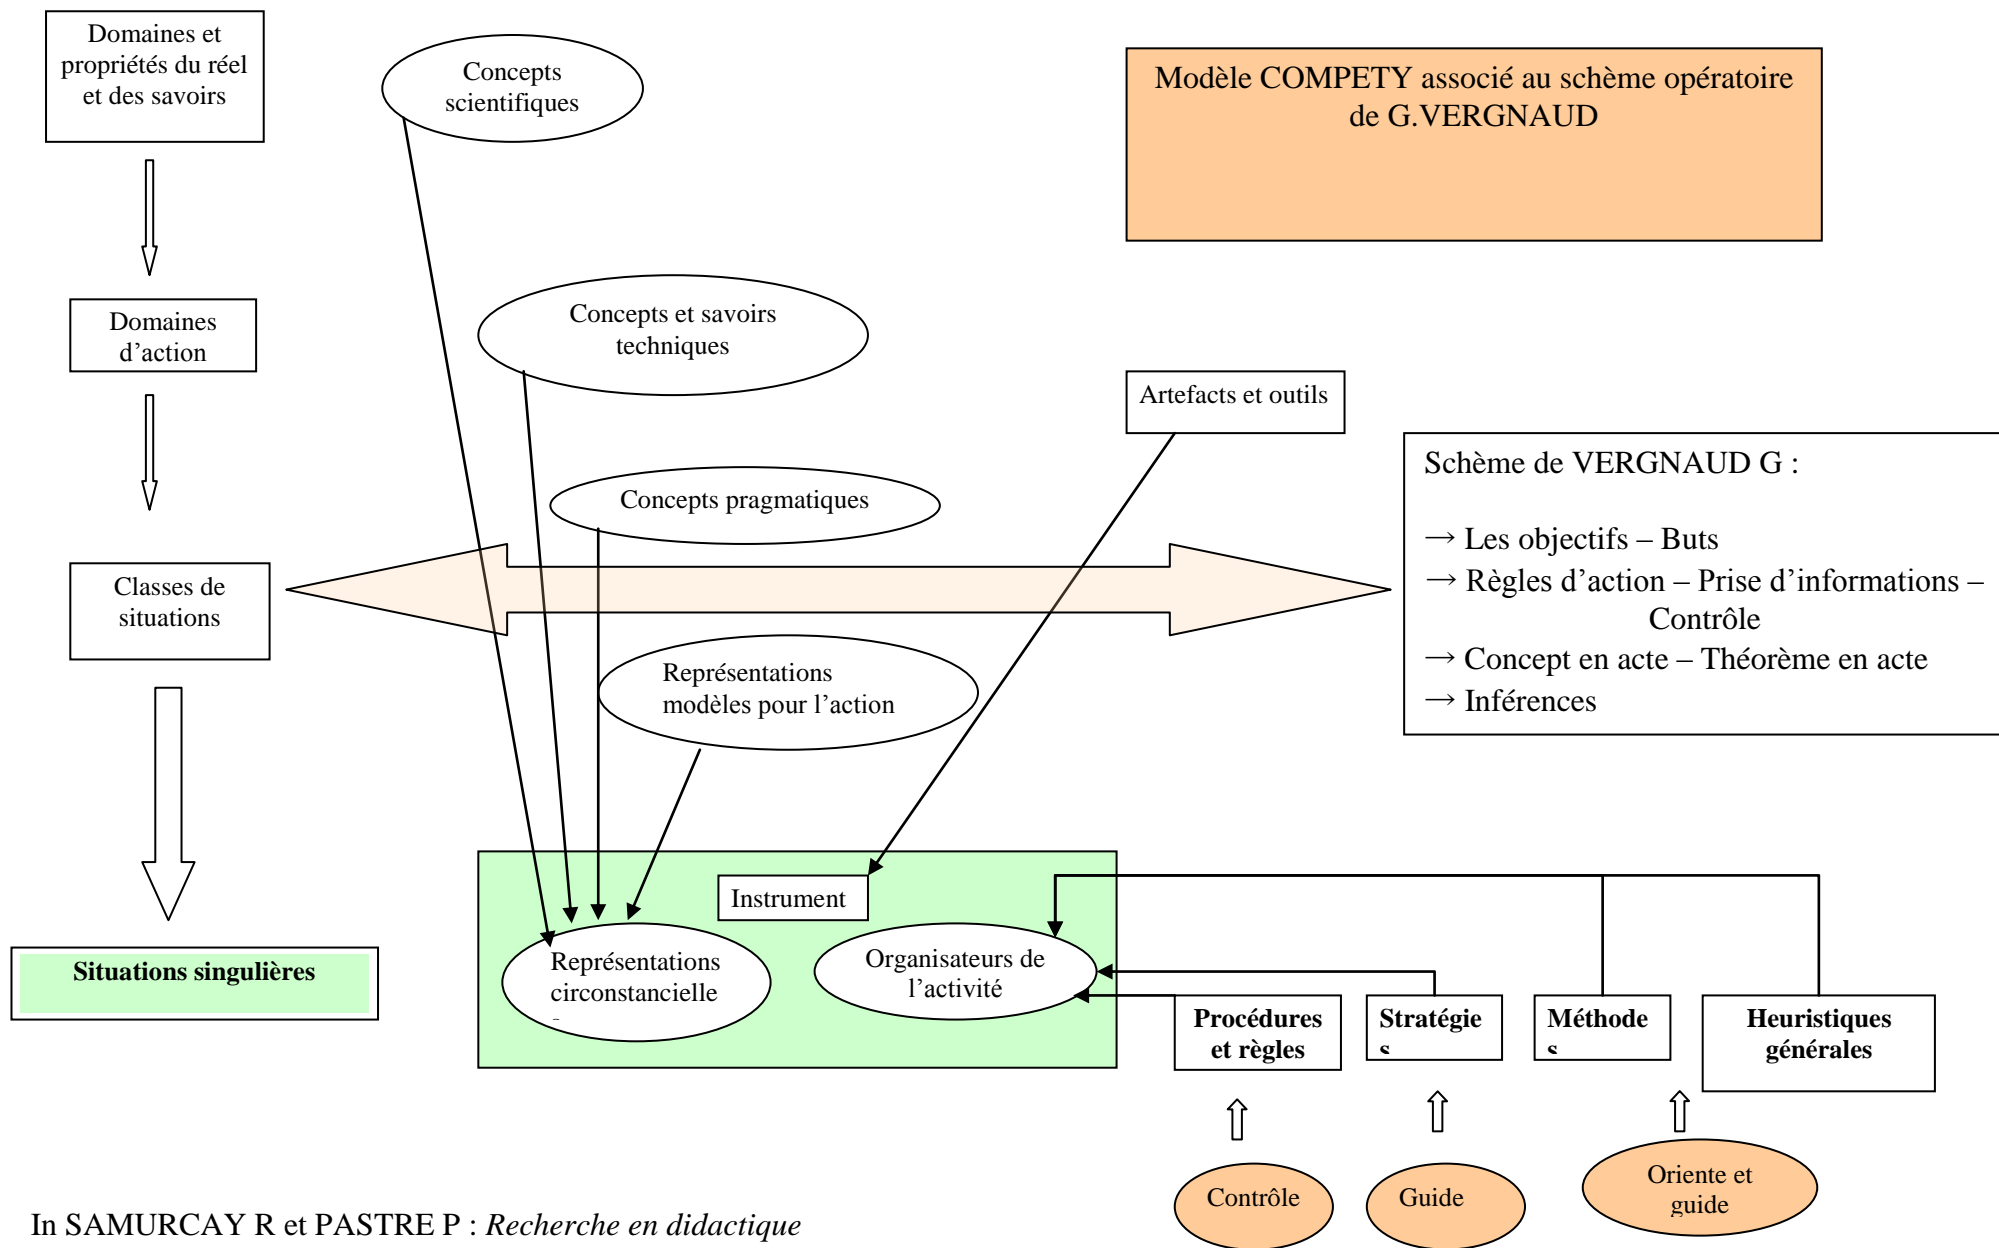 Domaines et
propriétés du réel
et des savoirs
Concepts
scientifiques
Modèle COMPETY associé au schème opératoire
de G.VERGNAUD
Domaines
d’action
Concepts et savoirs
techniques
Artefacts et outils
Concepts pragmatiques
Schème de VERGNAUD G :
→ Les objectifs – Buts
→ Règles d’action – Prise d’informations –
Contrôle
→ Concept en acte – Théorème en acte
→ Inférences
Classes de
situations
Représentations
modèles pour l’action
Instrument
Situations singulières
Représentations
circonstancielle
s
Organisateurs de
l’activité
Procédures
et règles
Stratégie
s
Méthode
s
Heuristiques
générales
Contrôle
Guide
Oriente et
guide
In SAMURCAY R et PASTRE P : Recherche en didactique